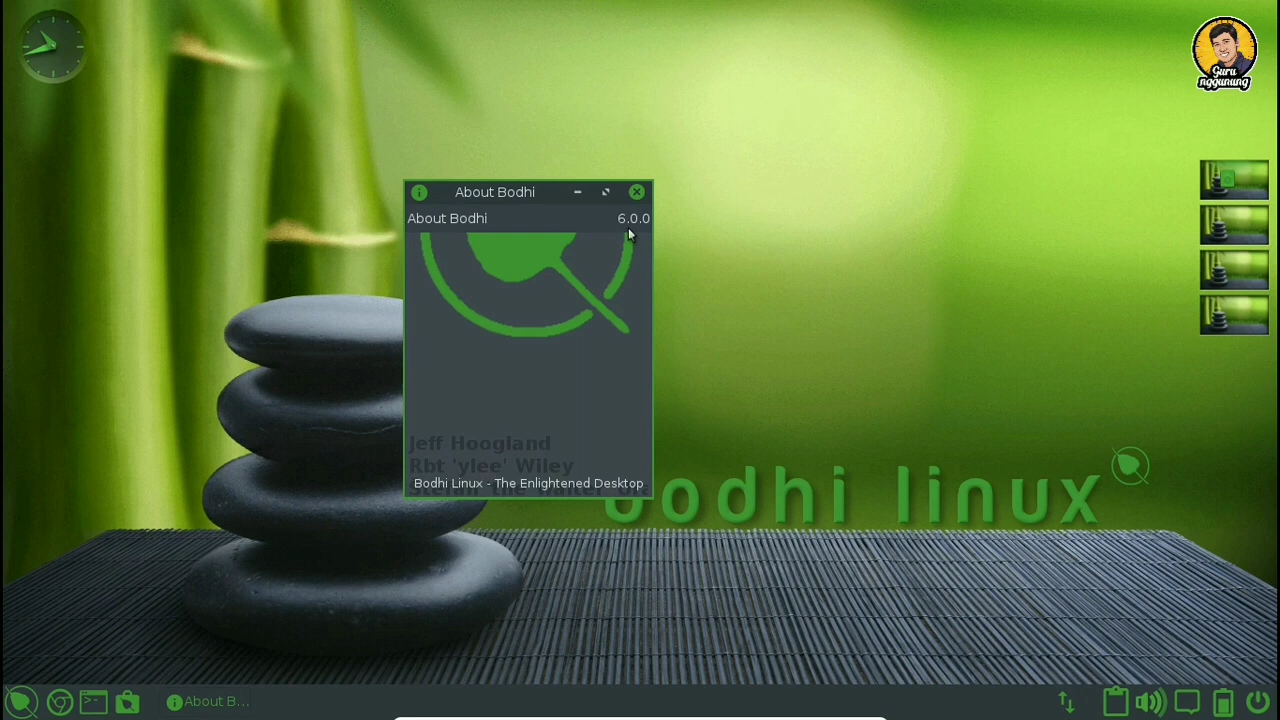 Guru
nggunung
About Bodhi
About Bodhi
6.0.0
Jeff Hoogland
Rbt 'ylee' Wiley
Bodhi Linux - The Enlightened Desktop
bodhi linux
About B...